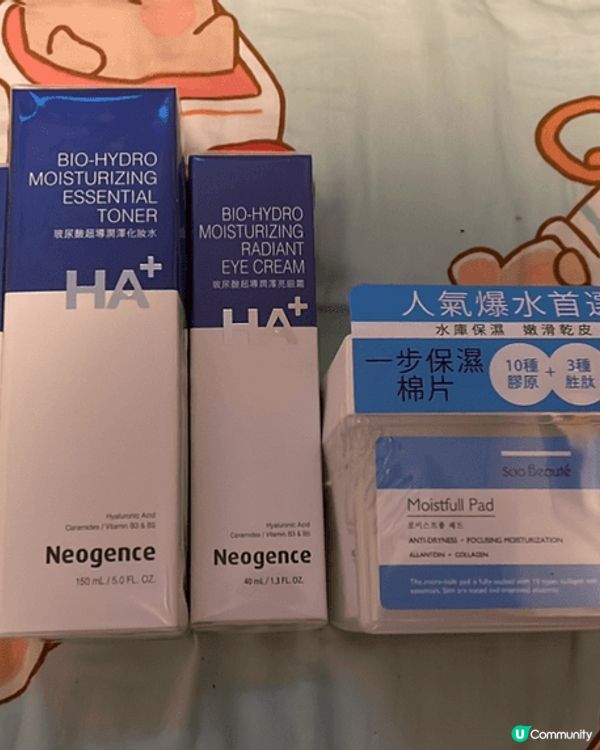 BIO-HYDRO
MOISTURIZING
ESSENTIAL
TONER
玻尿酸超導潤澤化妝水
HA+
Hyaluronic Acid
Ceramides / Vitamin B3 & B5
Neogence
150 mL / 5.0 FL. OZ.
BIO-HYDRO
MOISTURIZING
RADIANT
EYE CREAM
玻尿酸超導潤澤亮眼霜
HA+
Hyaluronic Acid
Ceramides / Vitamin B3 & B5
Neogence
40 mL / 1.3 FL. OZ.
人氣爆水首選
水庫保濕 嫩滑乾皮
一步保濕
棉片
10種
膠原
+
3種
胜肽
Soo Beauté
Moistfull Pad
ANTI-DRYNESS + FOCUSING MOISTURIZATION
ALLANTOIN + COLLAGEN
U Community